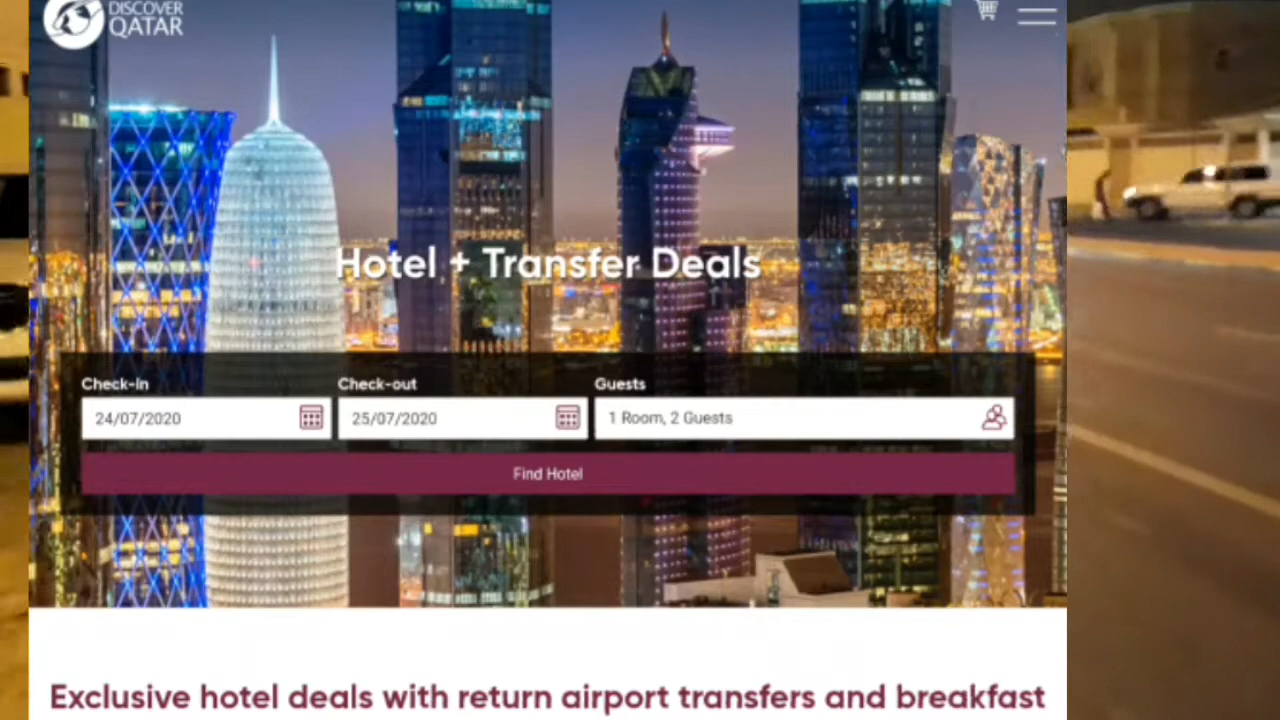 DISCOVER
QATAR
Hotel + Transfer Deals
Check-in
Check-out
Guests
24/07/2020
25/07/2020
1 Room, 2 Guests
Find Hotel
Exclusive hotel deals with return airport transfers and breakfast